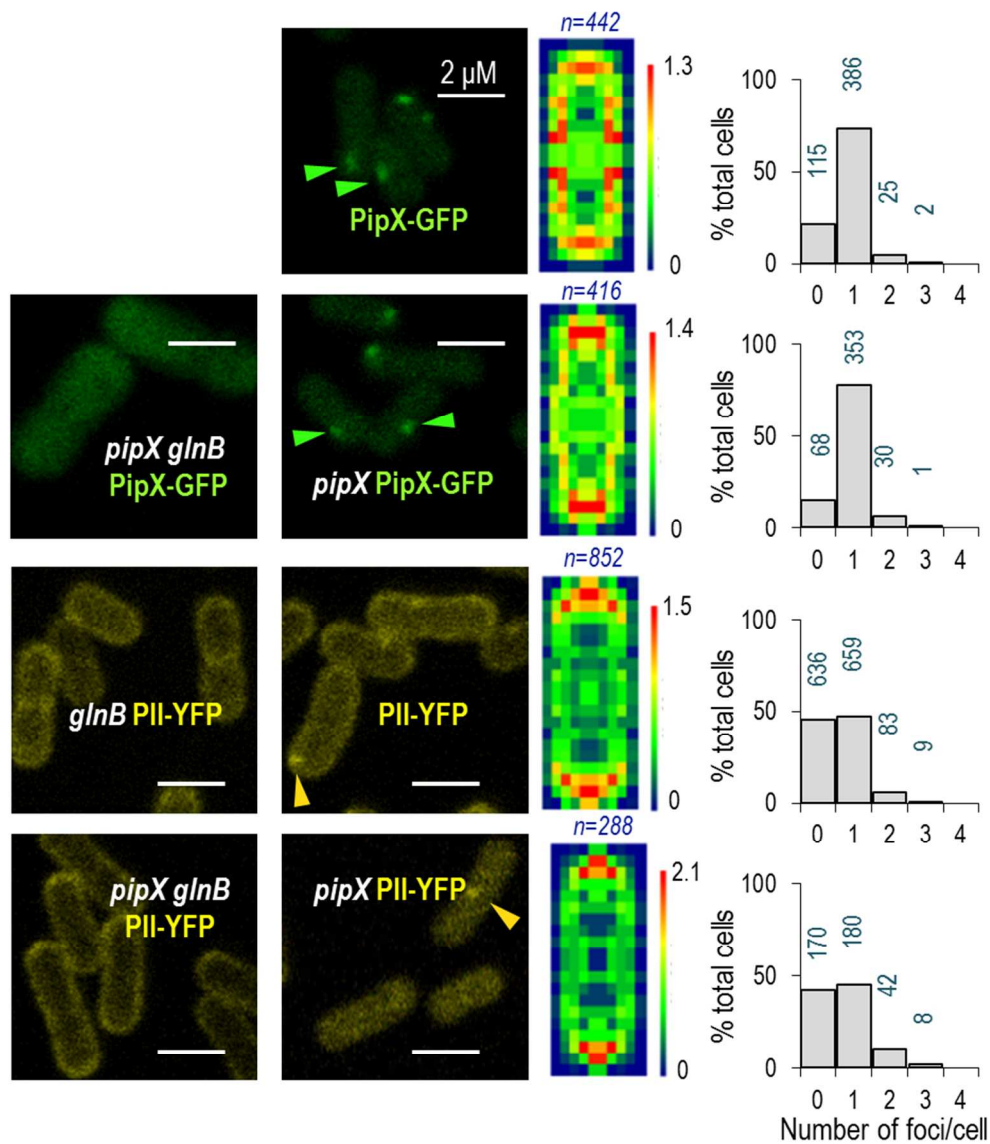 n=442
2 µM
PipX-GFP
1.3
0
% total cells
100
50
0
115
386
25
2
0 1 2 3 4
pipX glnB
PipX-GFP
pipX PipX-GFP
n=416
1.4
0
% total cells
100
50
0
68
353
30
1
0 1 2 3 4
glnB PII-YFP
PII-YFP
n=852
1.5
0
% total cells
100
50
0
636
659
83
9
0 1 2 3 4
pipX glnB
PII-YFP
pipX PII-YFP
n=288
2.1
0
% total cells
100
50
0
170
180
42
8
0 1 2 3 4
Number of foci/cell